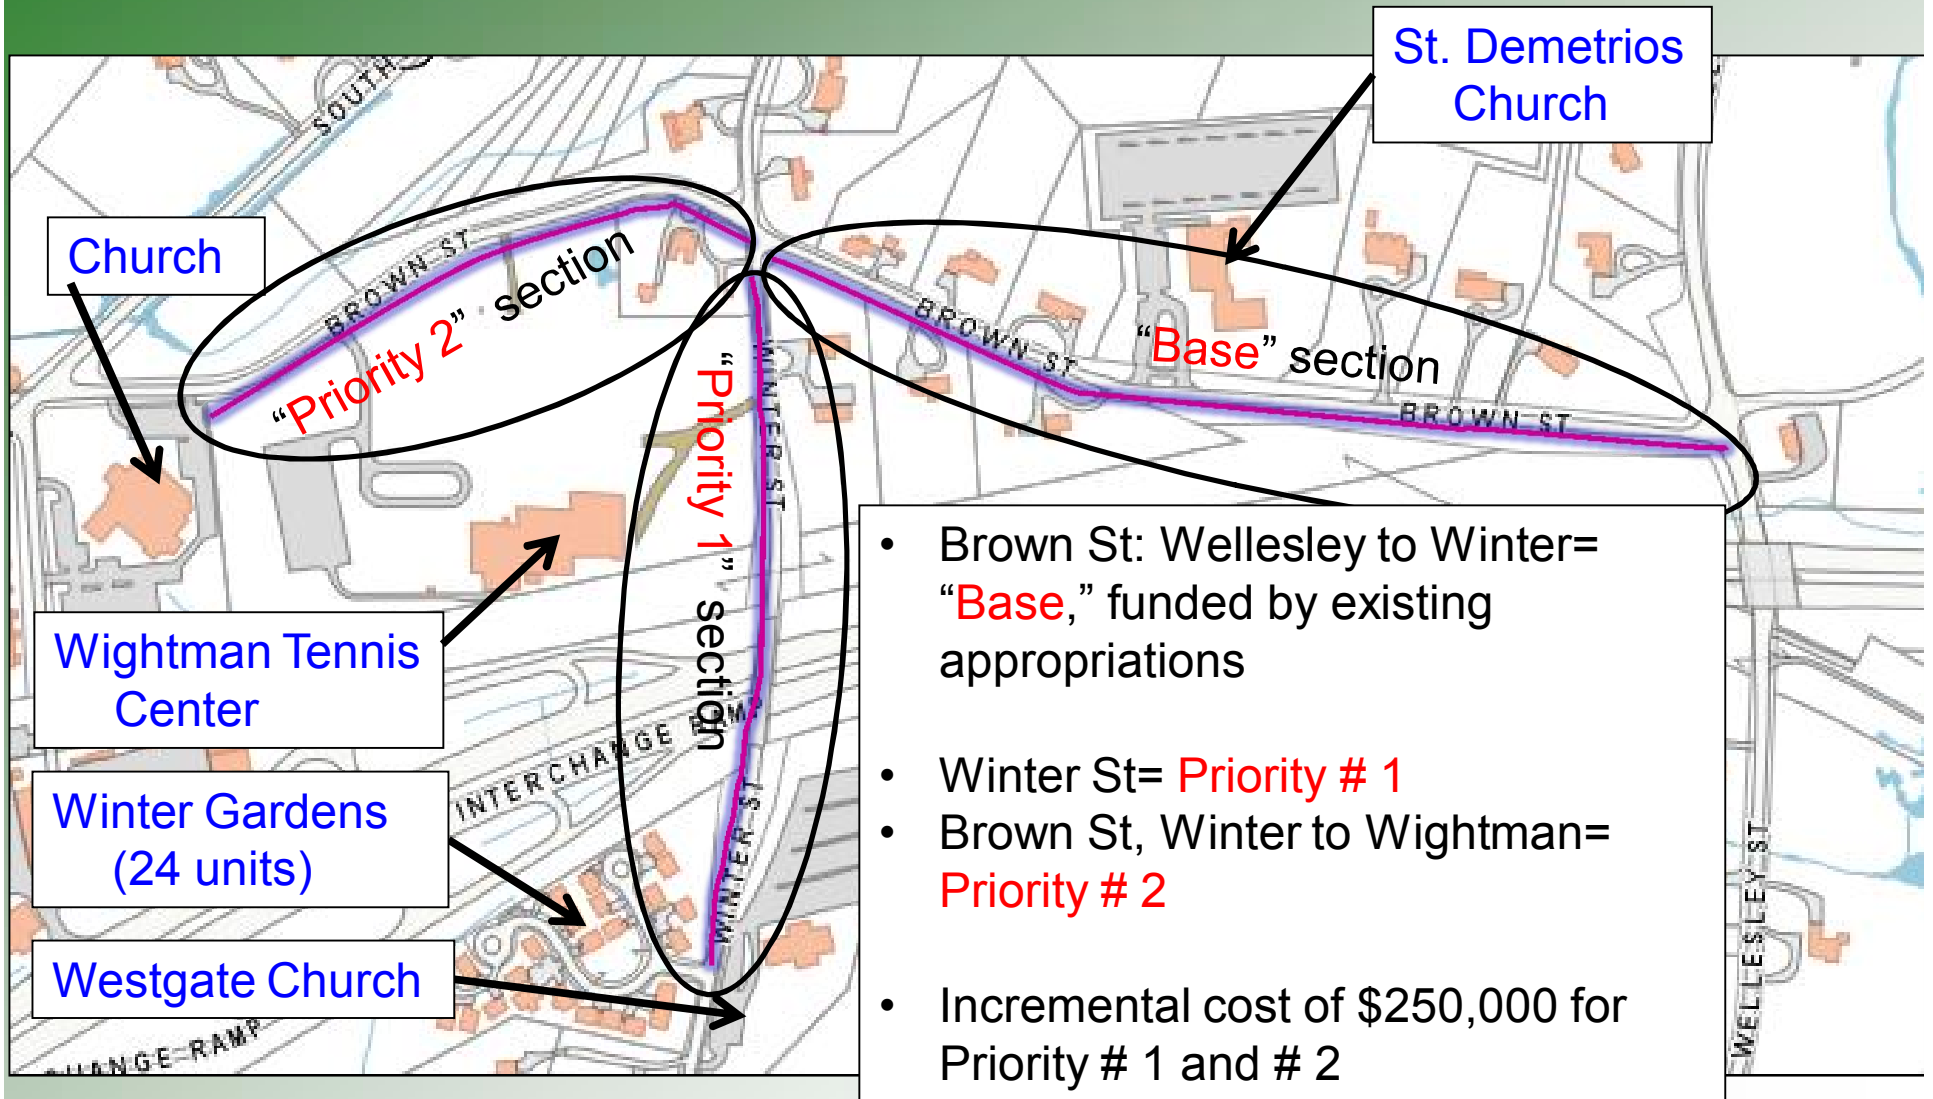 St. Demetrios
Church
SOUTH
Church
BROWN ST
"Priority 2" section
BROWN ST
"Base" section
BROWN ST
"Priority 1" section
WINTER ST
Wightman Tennis
Center
INTERCHANGE RAMP
Winter Gardens
(24 units)
WINTER ST
Westgate Church
WELLESLEY ST
• Brown St: Wellesley to Winter=
“Base,” funded by existing
appropriations
• Winter St= Priority # 1
• Brown St, Winter to Wightman=
Priority # 2
• Incremental cost of $250,000 for
Priority # 1 and # 2